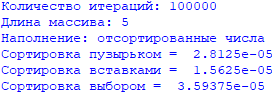 Количество итераций: 100000
Длина массива: 5
Наполнение: отсортированные числа
Сортировка пузырьком =  2.8125e-05
Сортировка вставками =  1.5625e-05
Сортировка выбором =  3.59375e-05